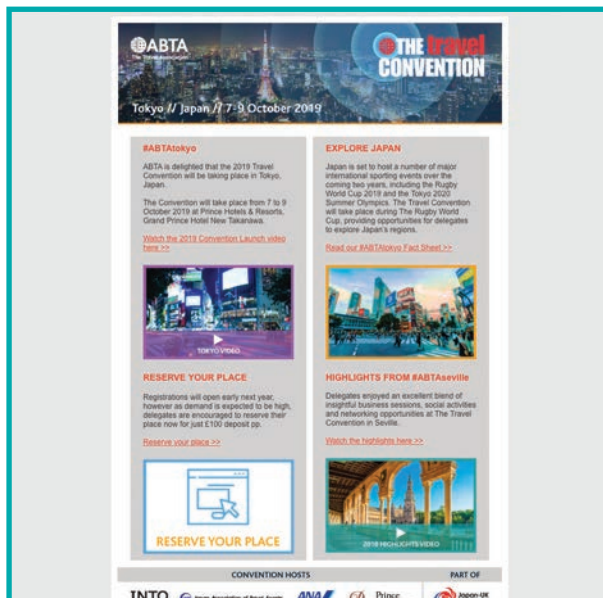 ABTA
The Travel Association
THE travel
CONVENTION
Tokyo // Japan // 7-9 October 2019
#ABTAtokyo
ABTA is delighted that the 2019 Travel
Convention will be taking place in Tokyo,
Japan.
The Convention will take place from 7 to 9
October 2019 at Prince Hotels & Resorts,
Grand Prince Hotel New Takanawa.
Watch the 2019 Convention Launch video
here >>
TOKYO VIDEO
RESERVE YOUR PLACE
Registrations will open early next year,
however as demand is expected to be high,
delegates are encouraged to reserve their
place now for just £100 deposit pp.
Reserve your place >>
RESERVE YOUR PLACE
EXPLORE JAPAN
Japan is set to host a number of major
international sporting events over the
coming two years, including the Rugby
World Cup 2019 and the Tokyo 2020
Summer Olympics. The Travel Convention
will take place during The Rugby World
Cup, providing opportunities for delegates
to explore Japan's regions.
Read our #ABTAtokyo Fact Sheet >>
HIGHLIGHTS FROM #ABTAseville
Delegates enjoyed an excellent blend of
insightful business sessions, social activities
and networking opportunities at The Travel
Convention in Seville.
Watch the highlights here >>
2018 HIGHLIGHTS VIDEO
CONVENTION HOSTS
PART OF
INTO
Japan Association of Travel Agents
ANA
Prince
Japan-UK